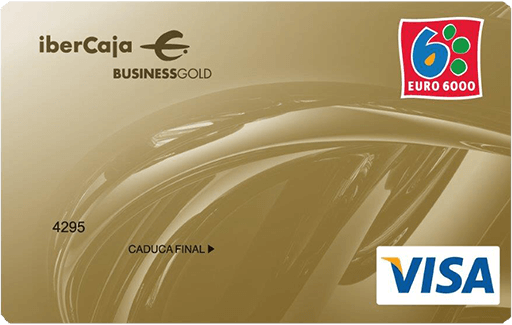 iberCaja
BUSINESSGOLD
6
EURO 6000
4295
CADUCA FINAL
VISA